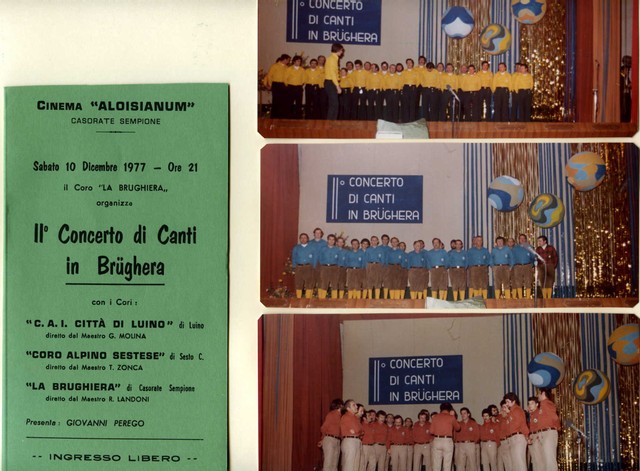 CINEMA "ALOISIANUM"
CASORATE SEMPIONE
Sabato 10 Dicembre 1977 — Ore 21
il Coro "LA BRUGHIERA„
organizza
II° Concerto di Canti
in Brüghera
con i Cori :
"C. A. I. CITTÀ DI LUINO" di Luino
diretto dal Maestro G. MOLINA
"CORO ALPINO SESTESE" di Sesto C.
diretto dal Maestro T. ZONCA
"LA BRUGHIERA" di Casorate Sempione
diretto dal Maestro R. LANDONI
Presenta : GIOVANNI PEREGO
-- INGRESSO LIBERO --
II° CONCERTO
DI CANTI
IN BRÜGHERA
II° CONCERTO
DI CANTI
IN BRÜGHERA
II° CONCERTO
DI CANTI
IN BRÜGHERA